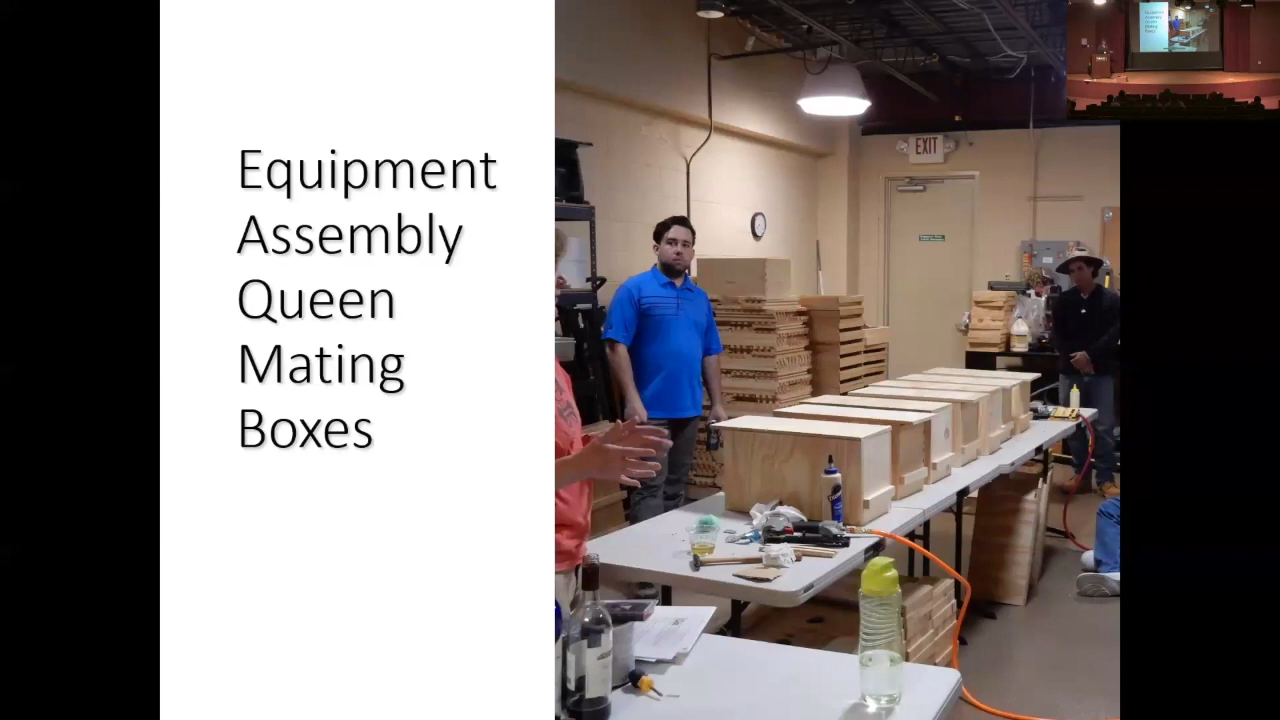 Equipment
Assembly
Queen
Mating
Boxes
EXIT